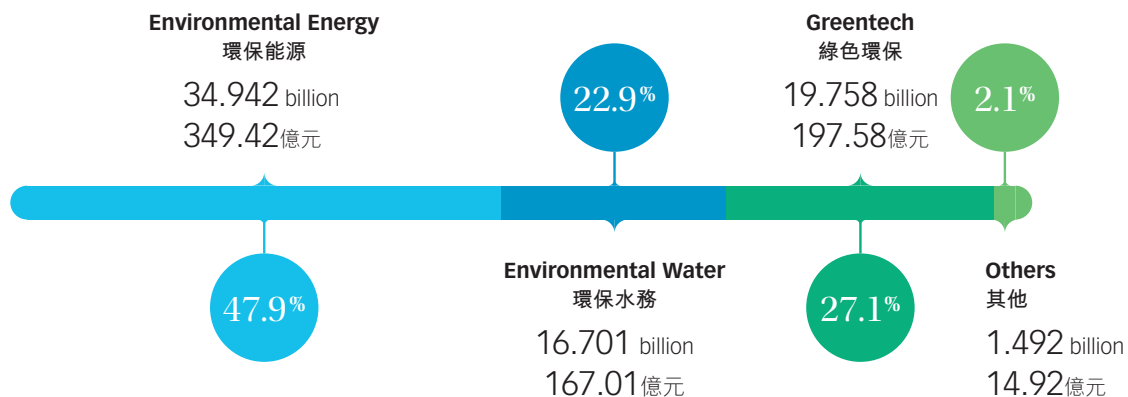 Environmental Energy
環保能源
34.942 billion
349.42億元
47.9%
22.9%
Environmental Water
環保水務
16.701 billion
167.01億元
Greentech
綠色環保
19.758 billion
197.58億元
27.1%
2.1%
Others
其他
1.492 billion
14.92億元